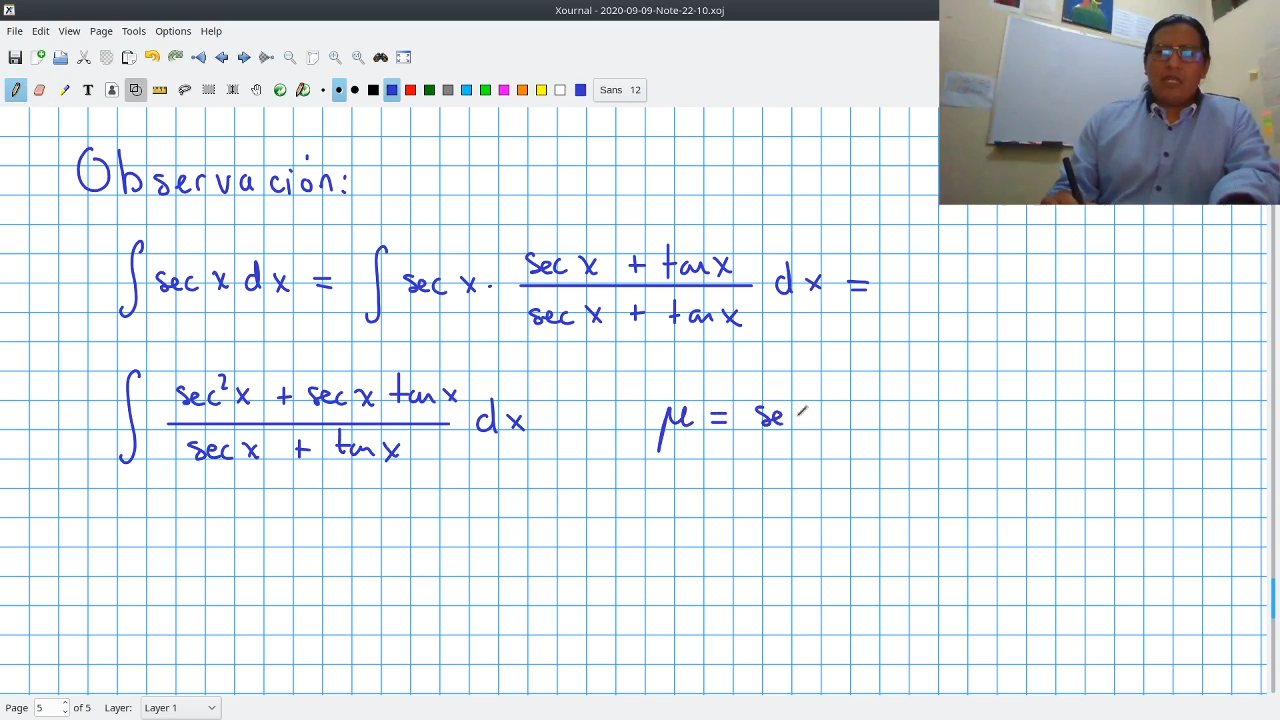 Xournal - 2020-09-09-Note-22-10.xoj
File Edit View Page Tools Options Help
T Sans 12
Observación:
∫ sec x dx = ∫ sec x · (sec x + tan x)/(sec x + tan x) dx =
∫ (sec² x + sec x tan x)/(sec x + tan x) dx μ = se
Page 5 of 5 Layer: Layer 1